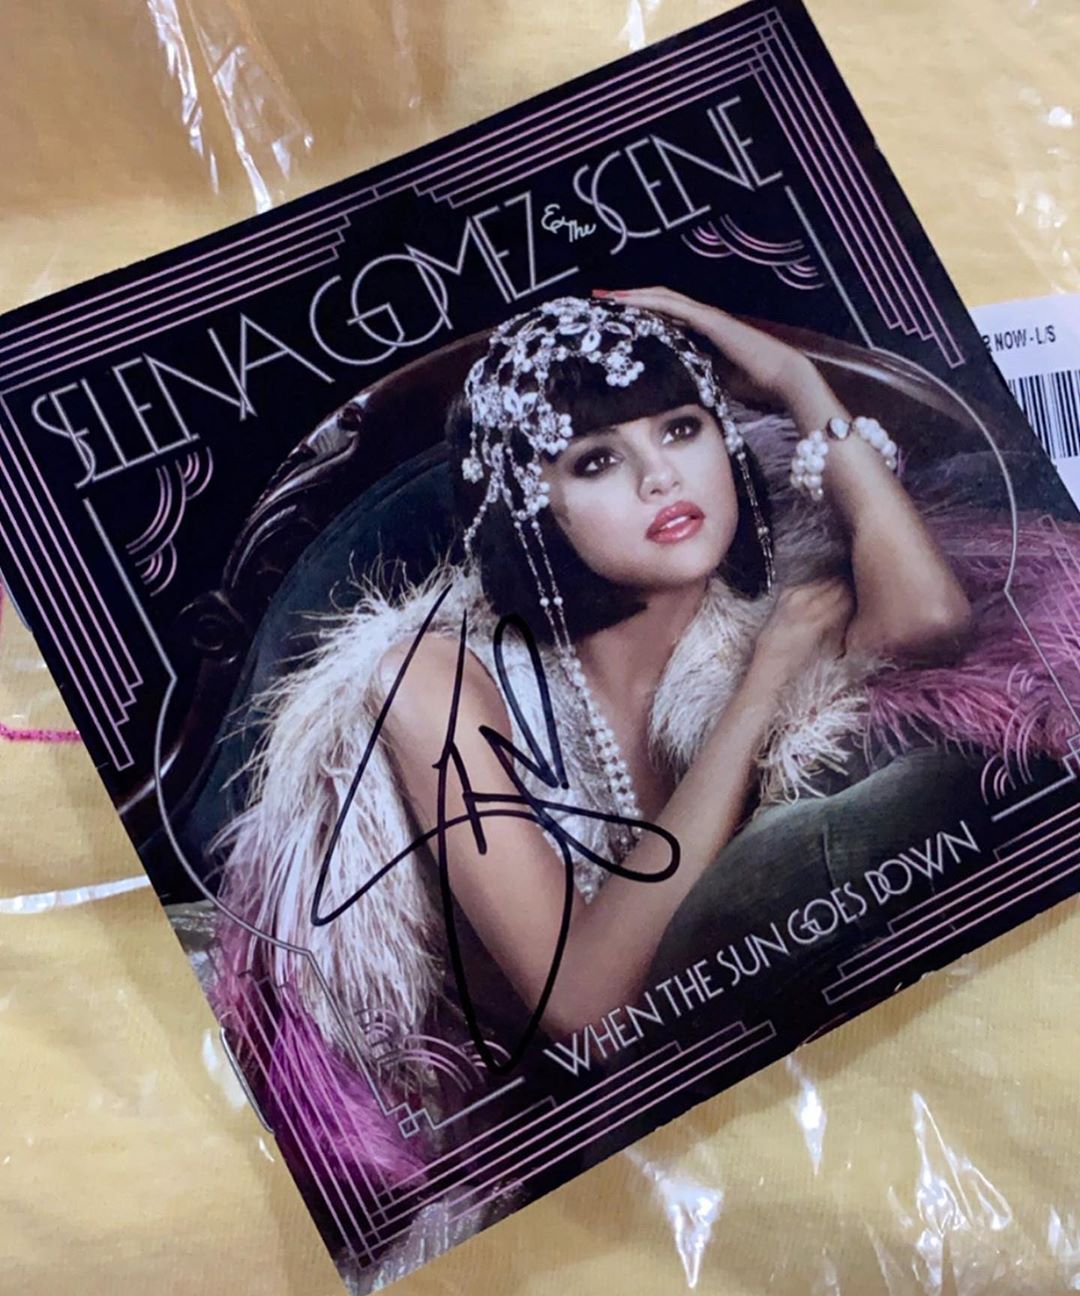 SELENA GOMEZ & The SCENE
NOW - L/S
WHEN THE SUN GOES DOWN